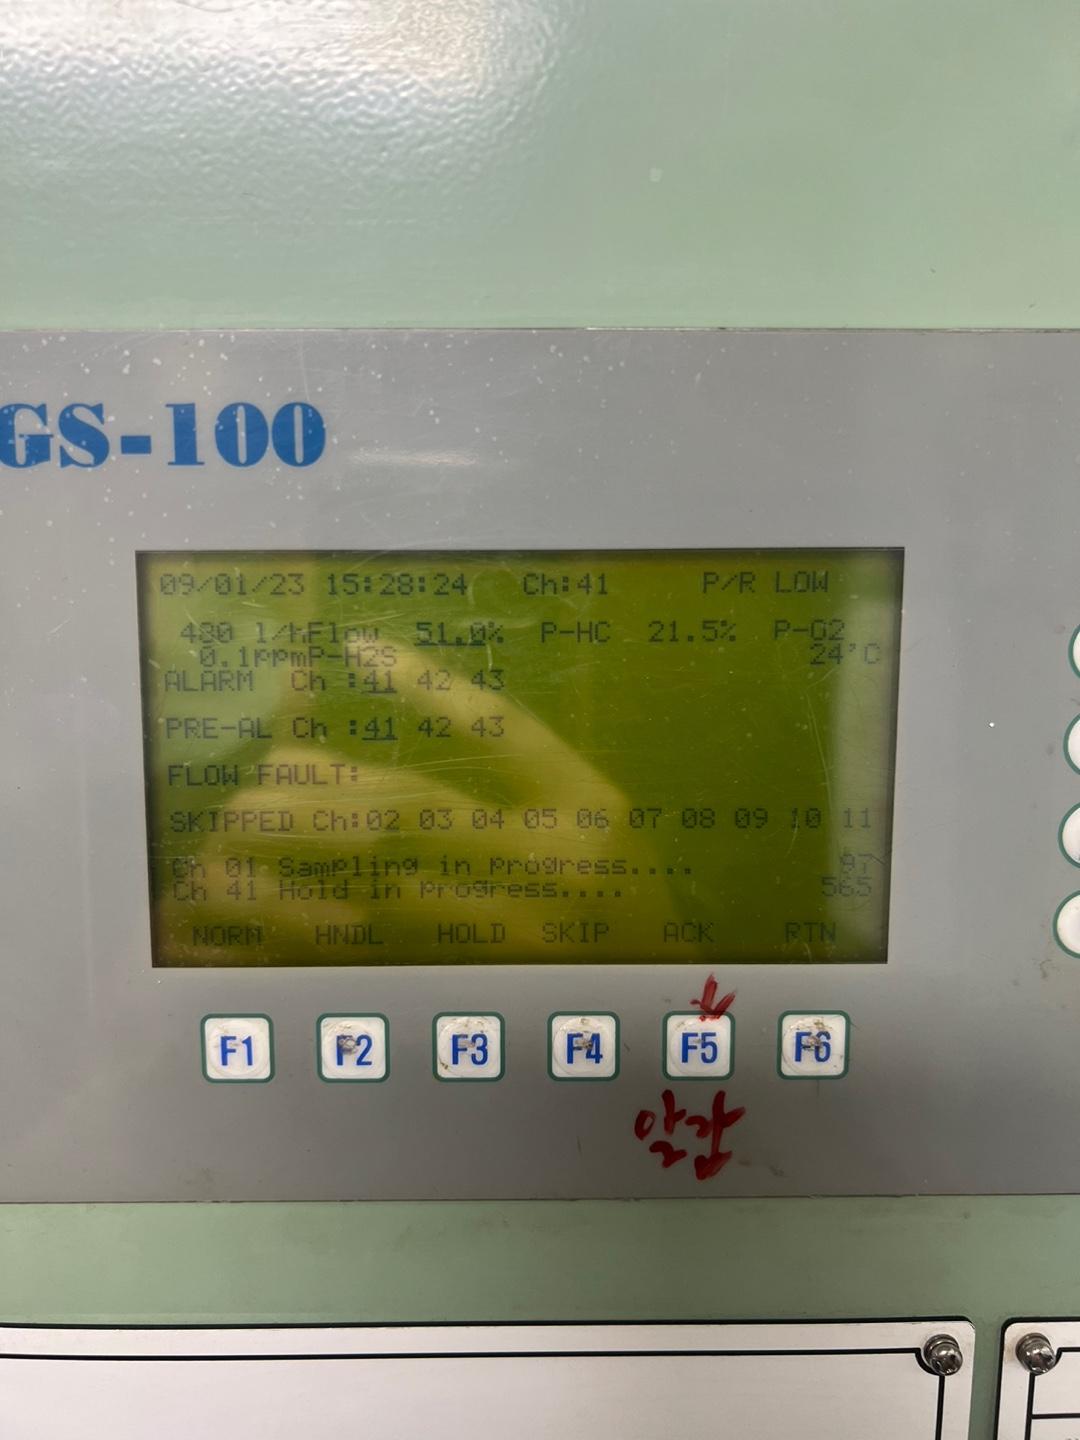 GS-100
09/01/23 15:28:24 Ch:41 P/R LOW
480 l/hFlow 51.0% P-HC 21.5% P-O2
0.1ppmP-H2S 24'C
ALARM Ch :41 42 43
PRE-AL Ch :41 42 43
FLOW FAULT:
SKIPPED Ch:02 03 04 05 06 07 08 09 10 11
Ch 01 Sampling in Progress.... 97
Ch 41 Hold in Progress.... 565
NORM HNDL HOLD SKIP ACK RTN
F1 F2 F3 F4 F5 F6